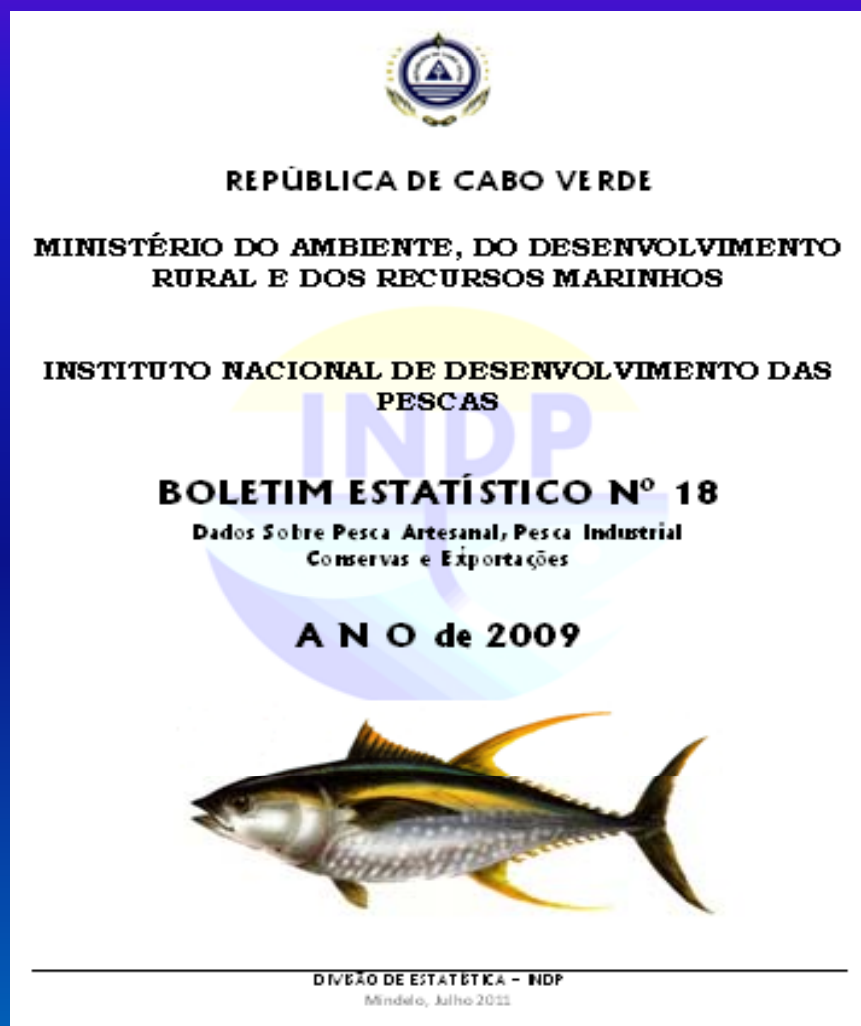 REPÚBLICA DE CABO VERDE
MINISTÉRIO DO AMBIENTE, DO DESENVOLVIMENTO
RURAL E DOS RECURSOS MARINHOS
INSTITUTO NACIONAL DE DESENVOLVIMENTO DAS
PESCAS
INDP
BOLETIM ESTATÍSTICO Nº 18
Dados Sobre Pesca Artesanal, Pesca Industrial
Conservas e Exportações
A N O de 2009
DIVISÃO DE ESTATÍSTICA – INDP
Mindelo, Julho 2011